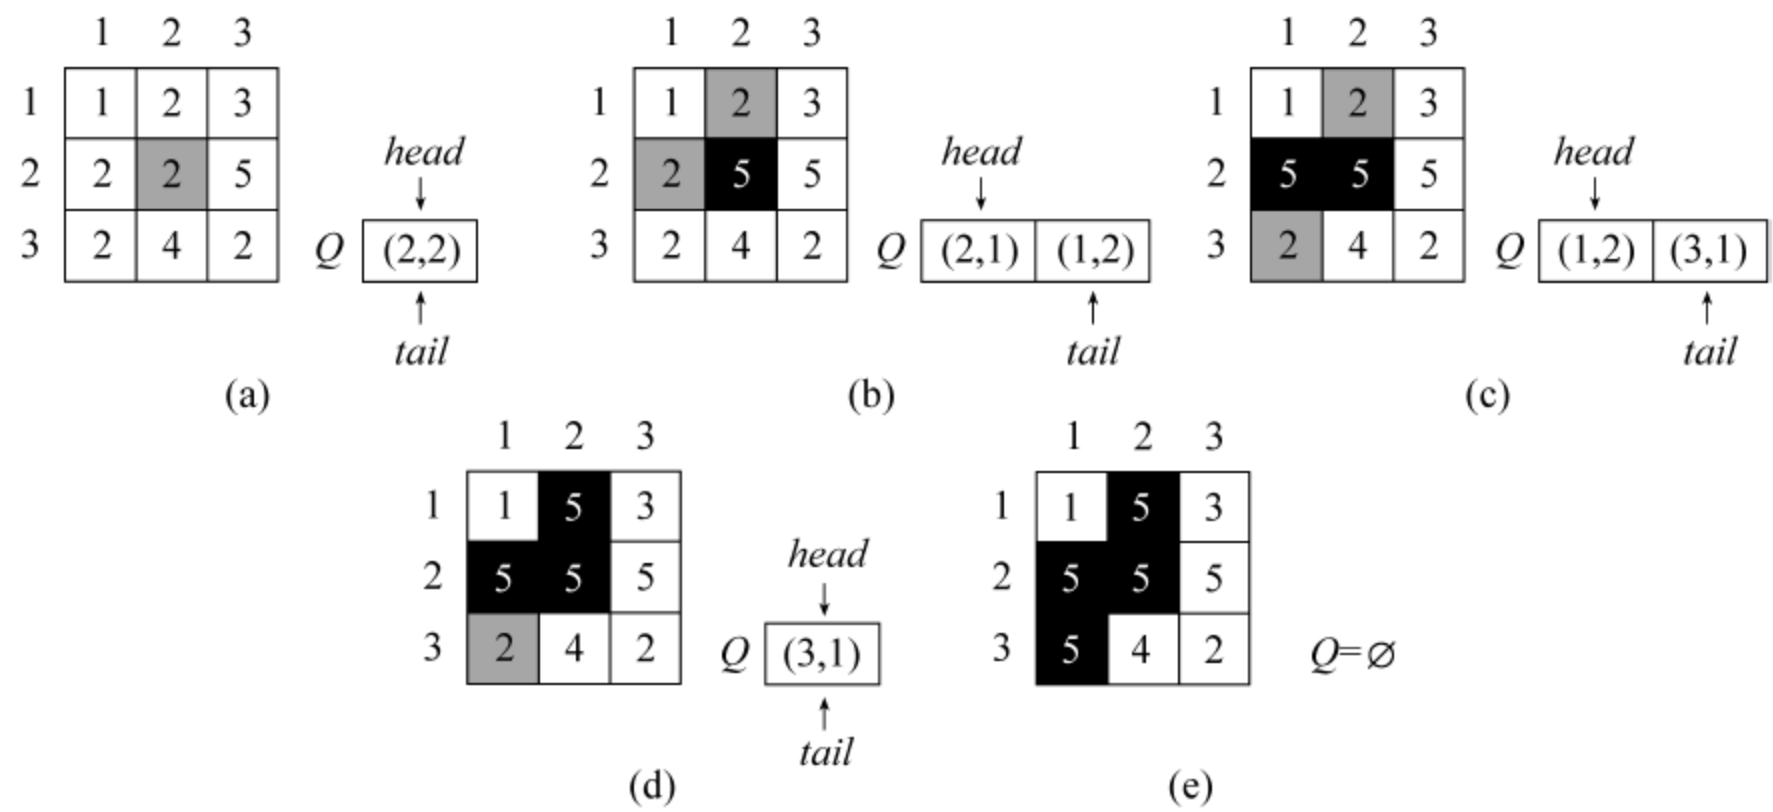 1 2 3
1 1 2 3
2 2 2 5
3 2 4 2
head
Q (2,2)
tail
(a)
1 2 3
1 1 2 3
2 2 5 5
3 2 4 2
head
Q (2,1) (1,2)
tail
(b)
1 2 3
1 1 2 3
2 5 5 5
3 2 4 2
head
Q (1,2) (3,1)
tail
(c)
1 2 3
1 1 5 3
2 5 5 5
3 2 4 2
head
Q (3,1)
tail
(d)
1 2 3
1 1 5 3
2 5 5 5
3 5 4 2
Q=∅
(e)